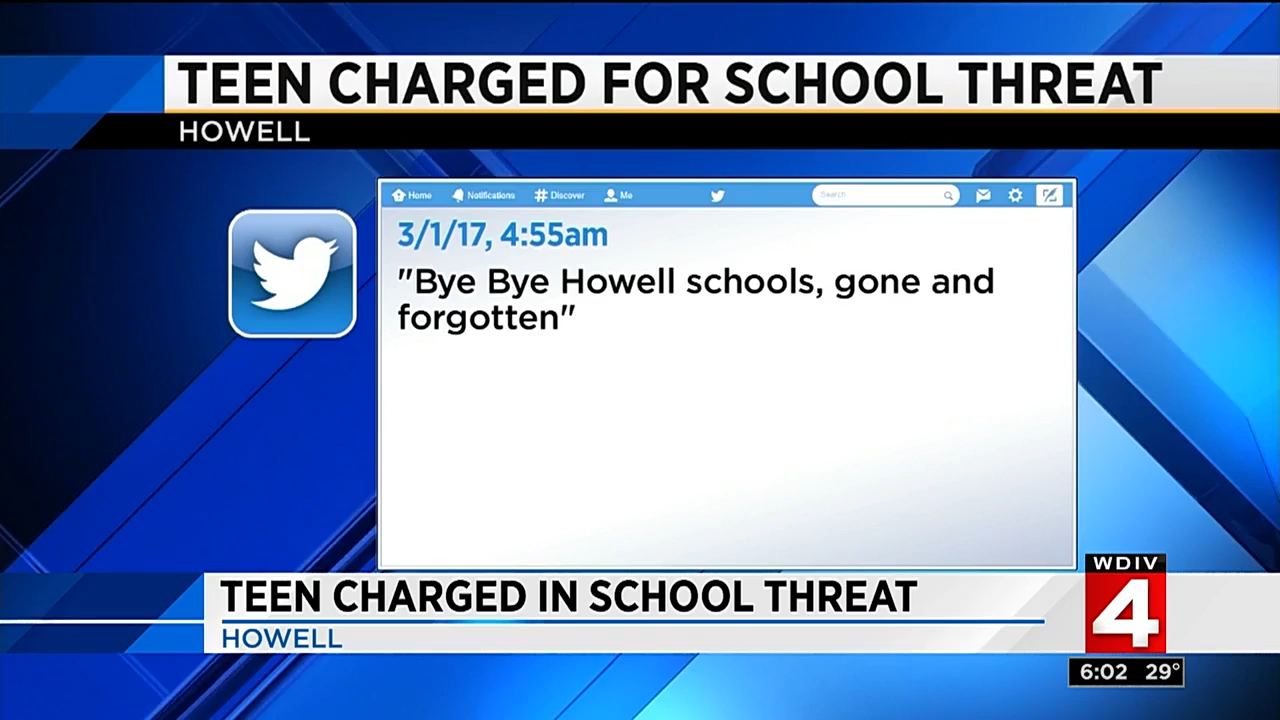 TEEN CHARGED FOR SCHOOL THREAT
HOWELL
Home Notifications Discover Me Search
3/1/17, 4:55am
"Bye Bye Howell schools, gone and
forgotten"
TEEN CHARGED IN SCHOOL THREAT
HOWELL
WDIV
4
6:02 29°